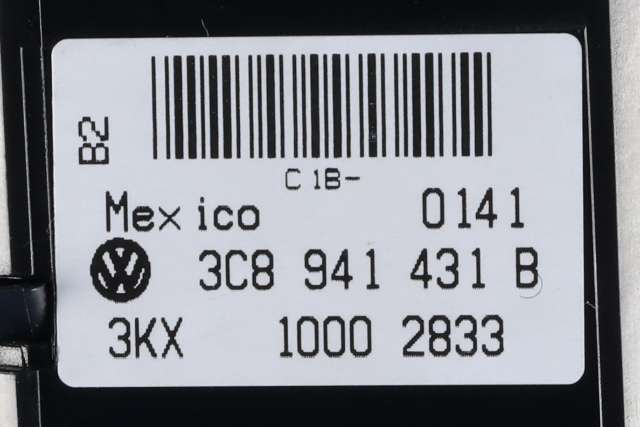 B2
C 1B-
Mexico 0141
3C8 941 431 B
3KX 1000 2833